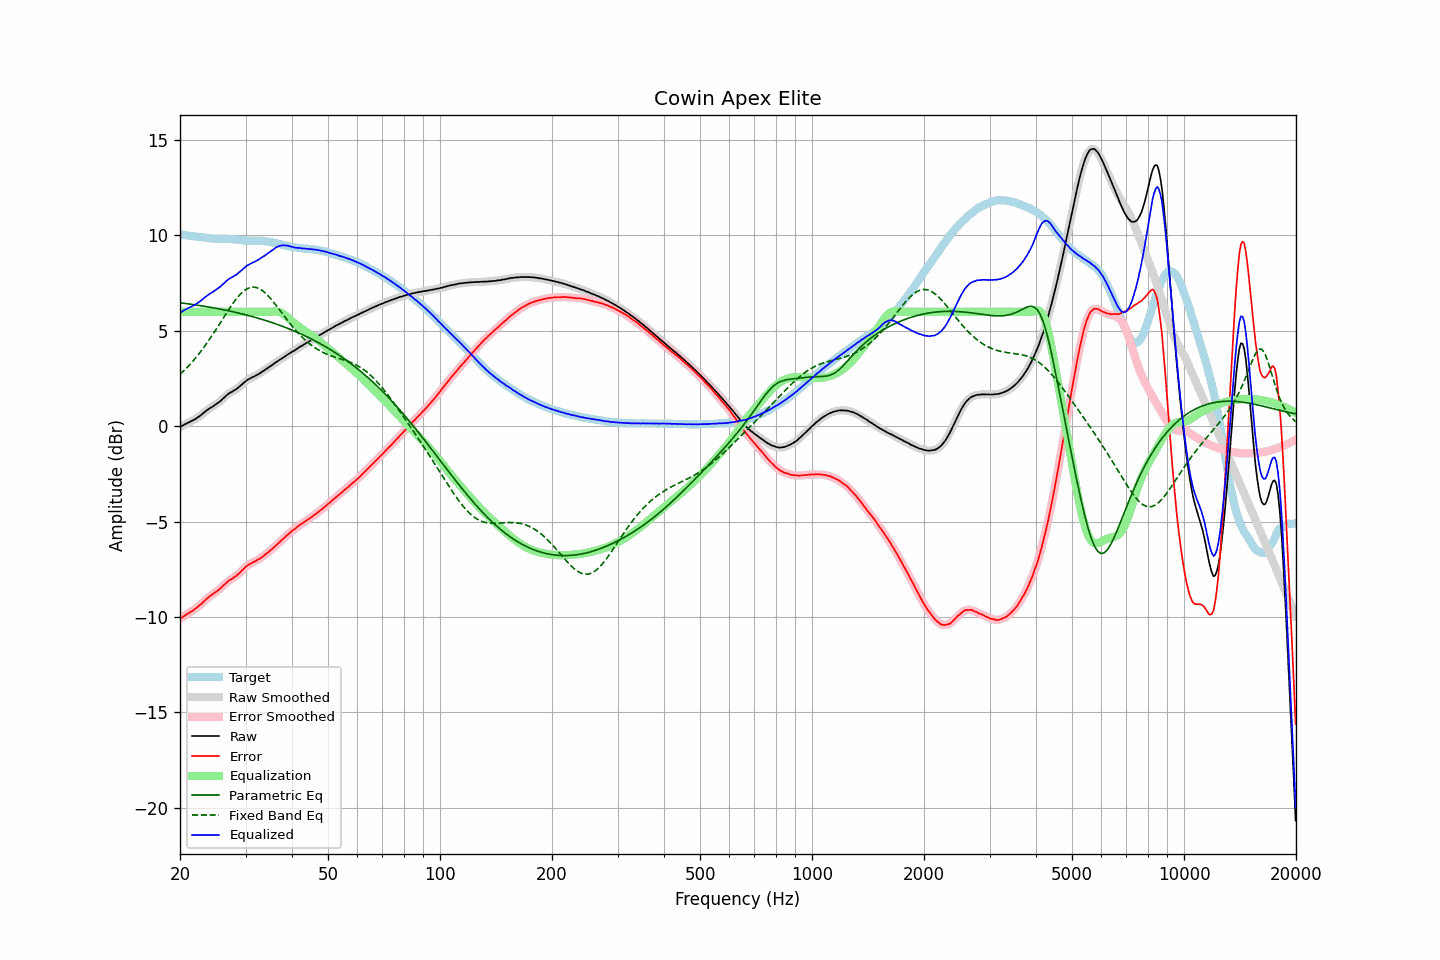 Cowin Apex Elite
15
10
5
0
−5
−10
−15
−20
Amplitude (dBr)
Target
Raw Smoothed
Error Smoothed
Raw
Error
Equalization
Parametric Eq
Fixed Band Eq
Equalized
20 50 100 200 500 1000 2000 5000 10000 20000
Frequency (Hz)